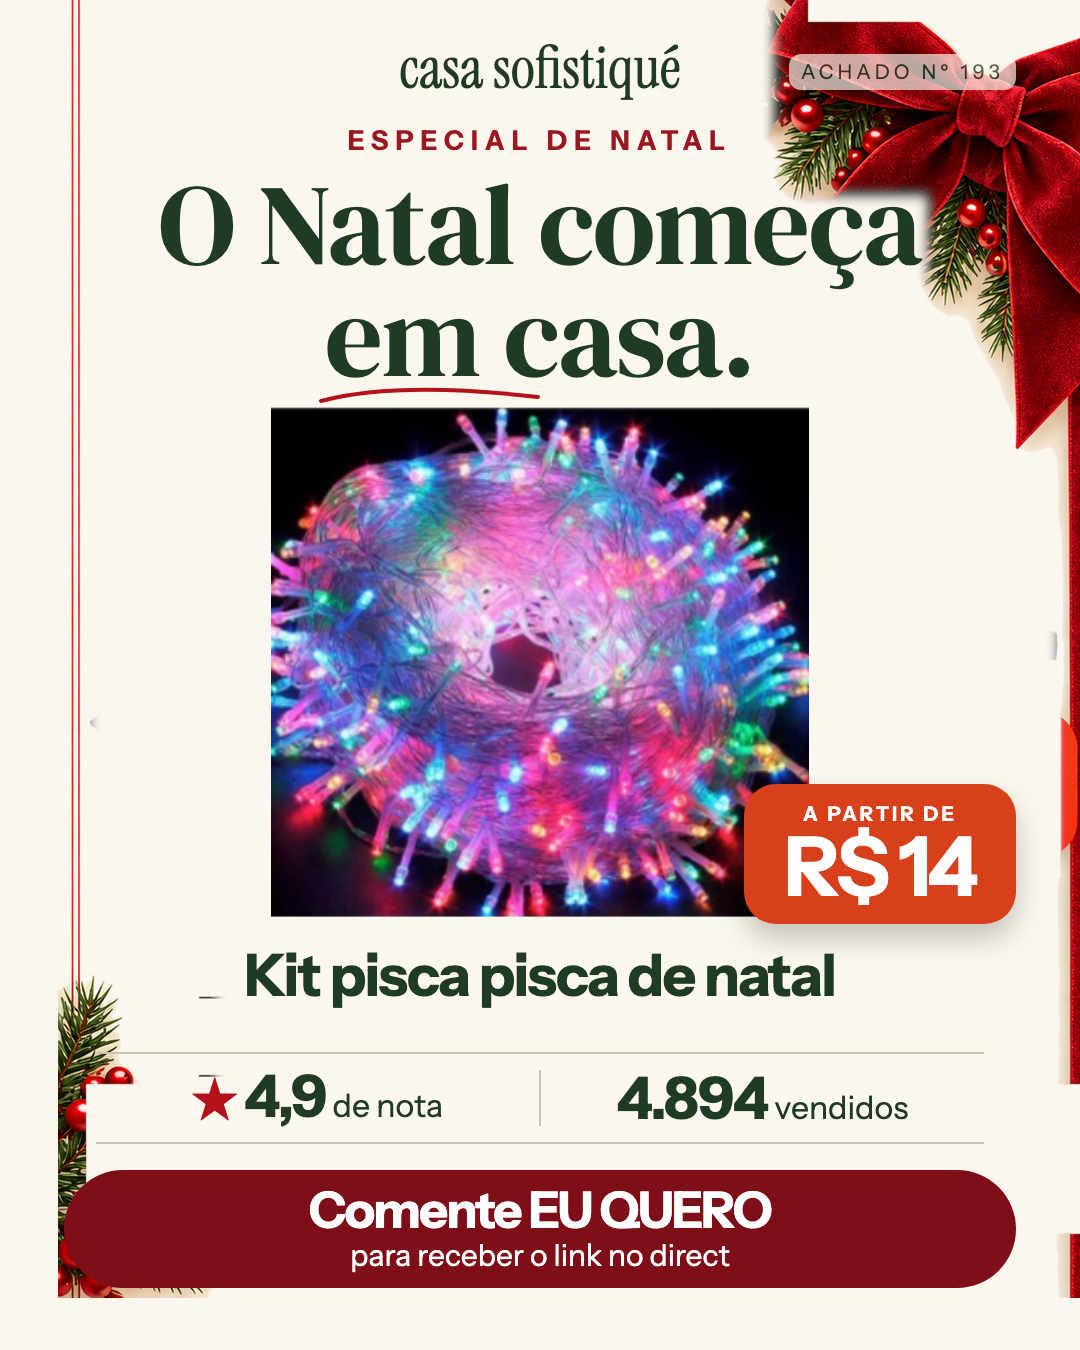 casa sofistiqué
ACHADO N° 193
ESPECIAL DE NATAL
O Natal começa
em casa.
A PARTIR DE
R$ 14
Kit pisca pisca de natal
★ 4,9 de nota
4.894 vendidos
Comente EU QUERO
para receber o link no direct